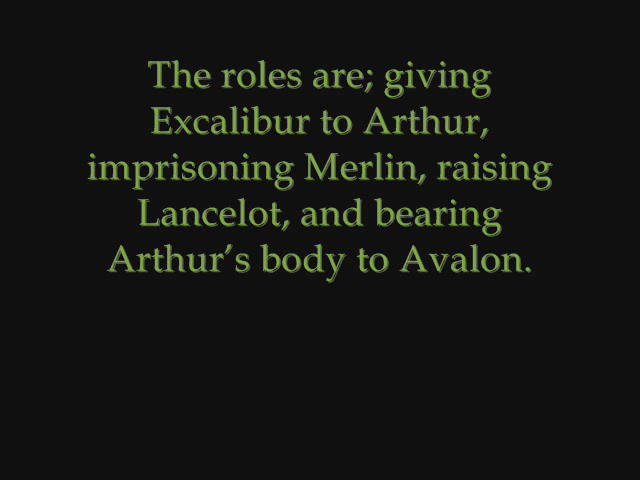 The roles are; giving
Excalibur to Arthur,
imprisoning Merlin, raising
Lancelot, and bearing
Arthur’s body to Avalon.